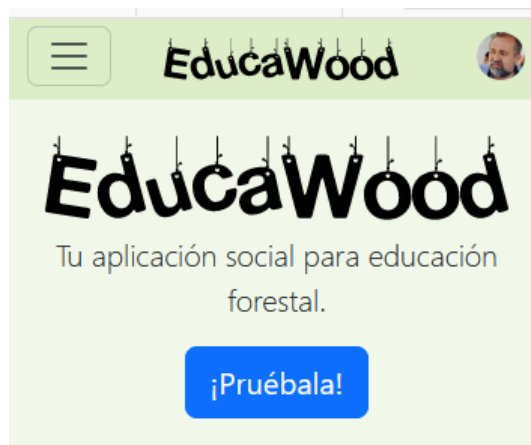 EducaWood
EducaWood
Tu aplicación social para educación
forestal.
¡Pruébala!